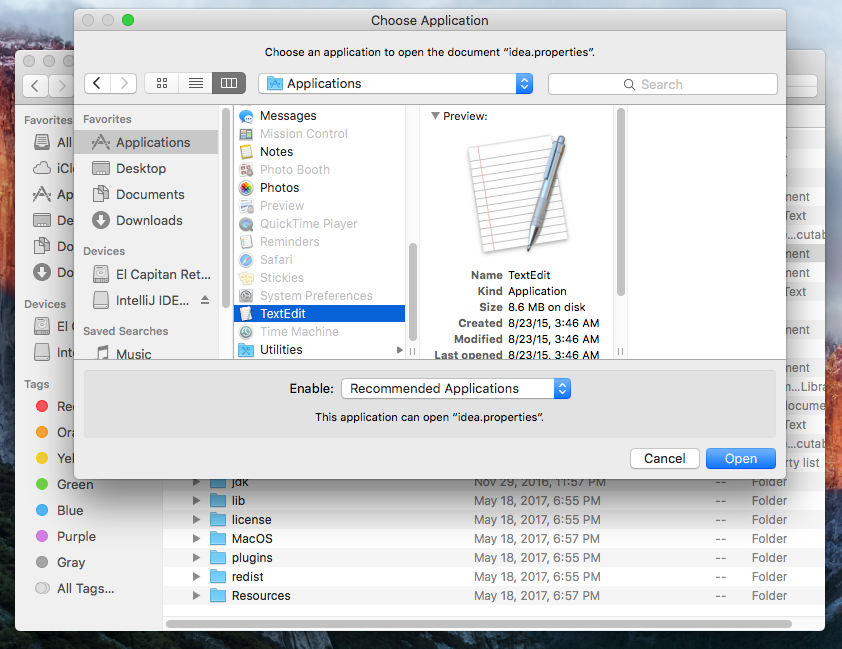 Choose Application
Choose an application to open the document “idea.properties”.
Applications
Search
Favorites
Applications
Desktop
Documents
Downloads
Devices
El Capitan Ret...
IntelliJ IDE...
Saved Searches
Music
Messages
Mission Control
Notes
Photo Booth
Photos
Preview
QuickTime Player
Reminders
Safari
Stickies
System Preferences
TextEdit
Time Machine
Utilities
Preview:
Name TextEdit
Kind Application
Size 8.6 MB on disk
Created 8/23/15, 3:46 AM
Modified 8/23/15, 3:46 AM
Last opened 8/23/15, 3:46 AM
Enable: Recommended Applications
This application can open “idea.properties”.
Cancel
Open
Favorites
All
iClo
Ap
De
Do
Do
Devices
El
Int
Tags
Re
Ora
Yel
Green
Blue
Purple
Gray
All Tags...
ment
Text
e...cutab
ment
ment
Text
ment
ment
m...Libra
ocume
Text
...cutab
rty list
jdk Nov 29, 2016, 11:57 PM -- Folder
lib May 18, 2017, 6:55 PM -- Folder
license May 18, 2017, 6:55 PM -- Folder
MacOS May 18, 2017, 6:57 PM -- Folder
plugins May 18, 2017, 6:55 PM -- Folder
redist May 18, 2017, 6:55 PM -- Folder
Resources May 18, 2017, 6:57 PM -- Folder